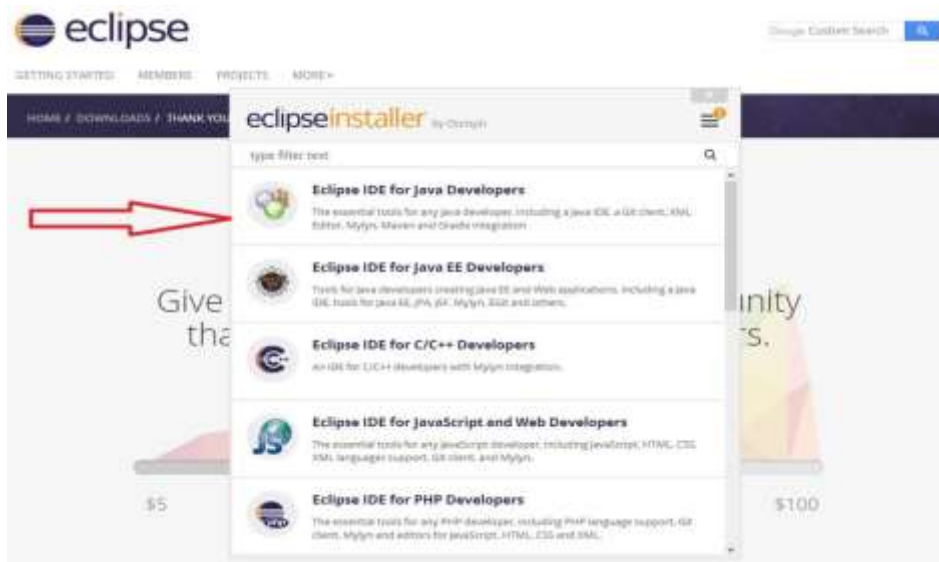 eclipse
Google Custom Search
GETTING STARTED MEMBERS PROJECTS MORE
HOME / DOWNLOADS / THANK YOU
eclipseinstaller by Oomph
type filter text
Eclipse IDE for Java Developers
The essential tools for any Java developer, including a Java IDE, a Git client, XML
Editor, Mylyn, Maven and Gradle integration
Eclipse IDE for Java EE Developers
Tools for Java developers creating Java EE and Web applications, including a Java
IDE, tools for Java EE, JPA, JSF, Mylyn, EGit and others.
Give
unity
tha
rs.
Eclipse IDE for C/C++ Developers
An IDE for C/C++ developers with Mylyn integration.
Eclipse IDE for JavaScript and Web Developers
The essential tools for any JavaScript developer, including JavaScript, HTML, CSS,
XML languages support, Git client, and Mylyn.
Eclipse IDE for PHP Developers
The essential tools for any PHP developer, including PHP language support, Git
client, Mylyn and editors for JavaScript, HTML, CSS and XML.
$5
$100